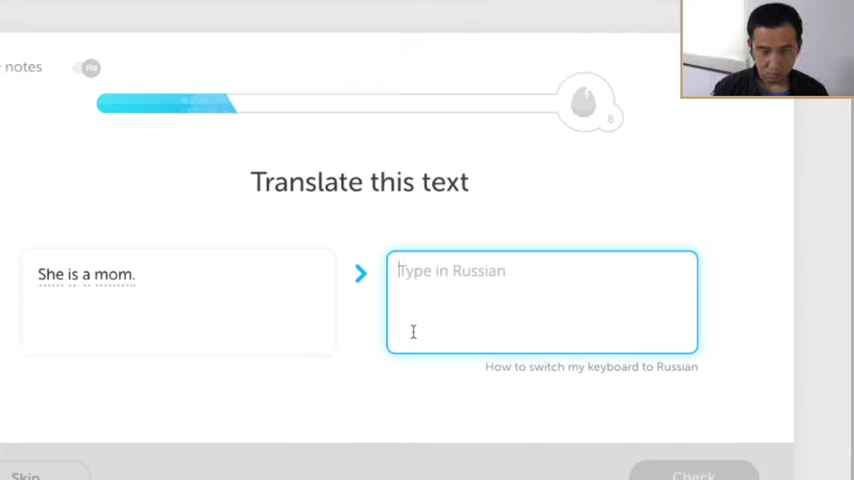 notes
8
Translate this text
She is a mom.
Type in Russian
How to switch my keyboard to Russian
Skip
Check